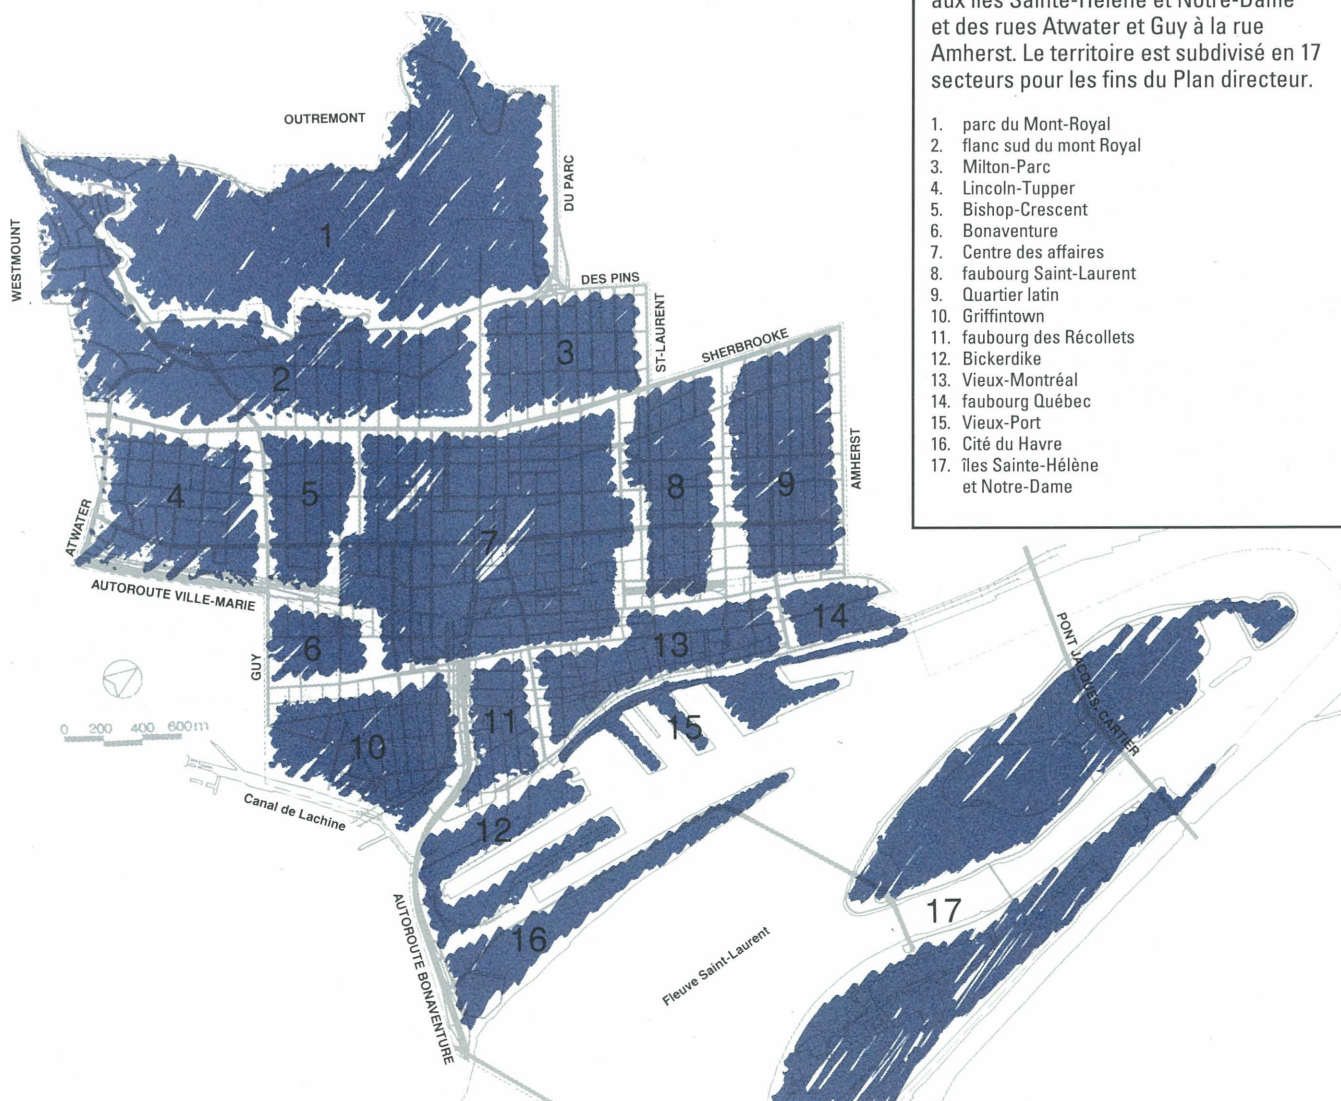 aux îles Sainte-Hélène et Notre-Dame
et des rues Atwater et Guy à la rue
Amherst. Le territoire est subdivisé en 17
secteurs pour les fins du Plan directeur.
1. parc du Mont-Royal
2. flanc sud du mont Royal
3. Milton-Parc
4. Lincoln-Tupper
5. Bishop-Crescent
6. Bonaventure
7. Centre des affaires
8. faubourg Saint-Laurent
9. Quartier latin
10. Griffintown
11. faubourg des Récollets
12. Bickerdike
13. Vieux-Montréal
14. faubourg Québec
15. Vieux-Port
16. Cité du Havre
17. îles Sainte-Hélène
et Notre-Dame
OUTREMONT
DU PARC
WESTMOUNT
1
DES PINS
ST-LAURENT
SHERBROOKE
3
2
AMHERST
4
5
7
8
9
ATWATER
AUTOROUTE VILLE-MARIE
GUY
6
13
14
PONT JACQUES-CARTIER
0 200 400 600m
10
11
15
Canal de Lachine
12
AUTOROUTE BONAVENTURE
16
17
Fleuve Saint-Laurent